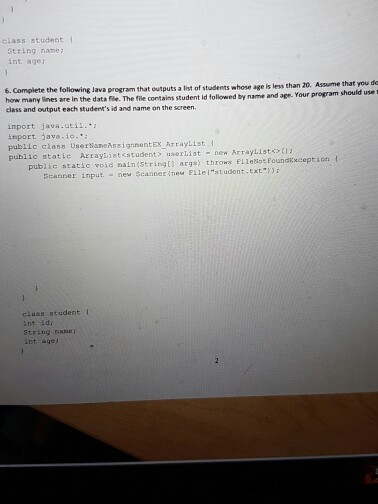 }
}
class student {
String name;
int age;
}
6. Complete the following Java program that outputs a list of students whose age is less than 20. Assume that you do
how many lines are in the data file. The file contains student id followed by name and age. Your program should use
class and output each student's id and name on the screen.
import java.util.*;
import java.io.*;
public class UserNameAssignmentEX_ArrayList {
public static ArrayList<student> userList = new ArrayList<>();
public static void main(String[] args) throws FileNotFoundException {
Scanner input = new Scanner(new File("student.txt"));
}
}
class student {
int id;
String name;
int age;
}
2